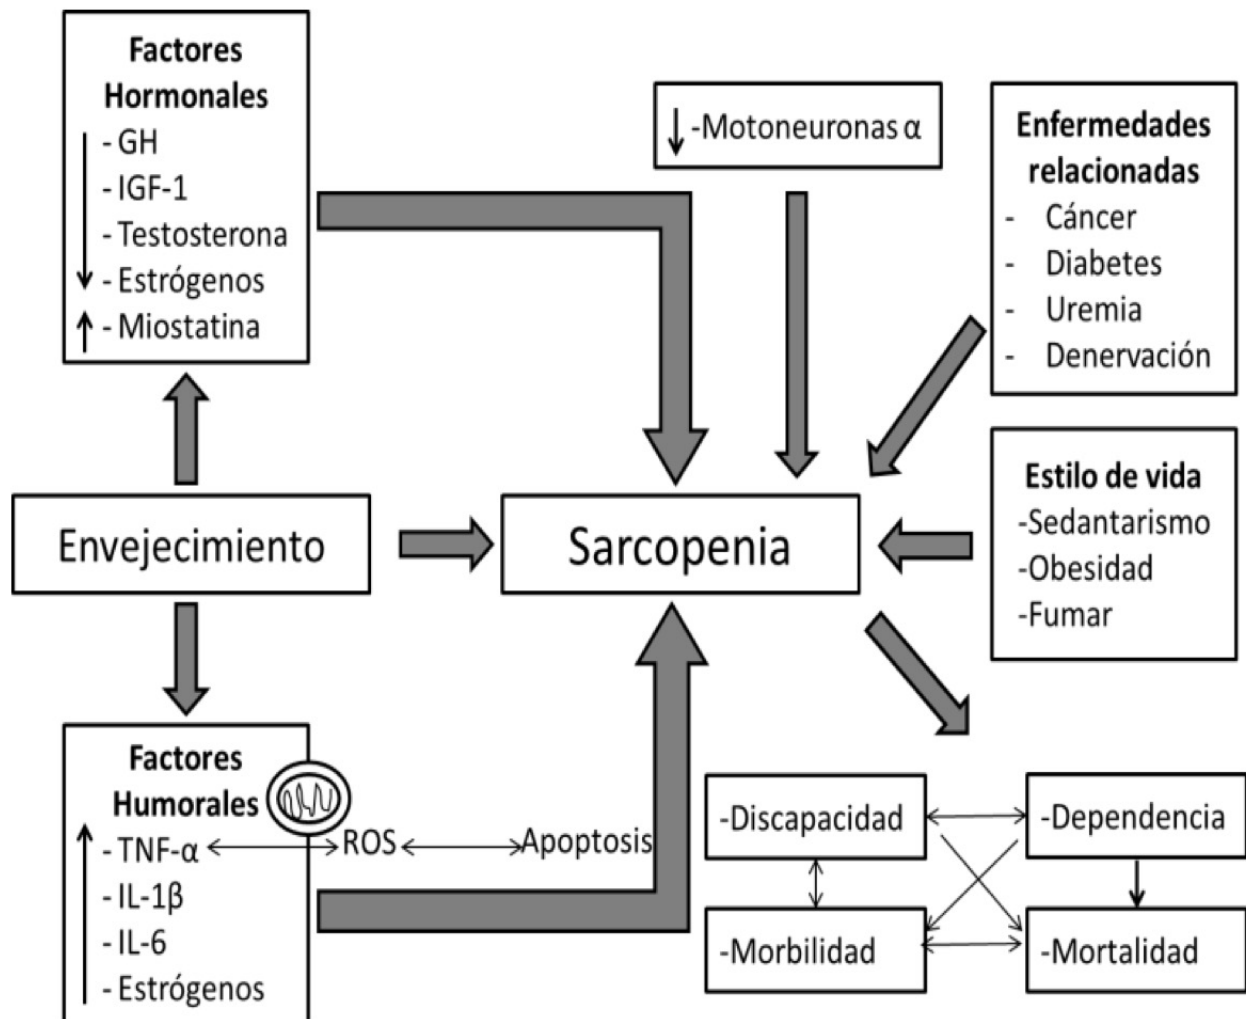 Factores
Hormonales
- GH
- IGF-1
- Testosterona
- Estrógenos
- Miostatina
-Motoneuronas α
Enfermedades
relacionadas
- Cáncer
- Diabetes
- Uremia
- Denervación
Envejecimiento
Sarcopenia
Estilo de vida
-Sedantarismo
-Obesidad
-Fumar
Factores
Humorales
- TNF-α
ROS
Apoptosis
- IL-1β
- IL-6
- Estrógenos
-Discapacidad
-Dependencia
-Morbilidad
-Mortalidad